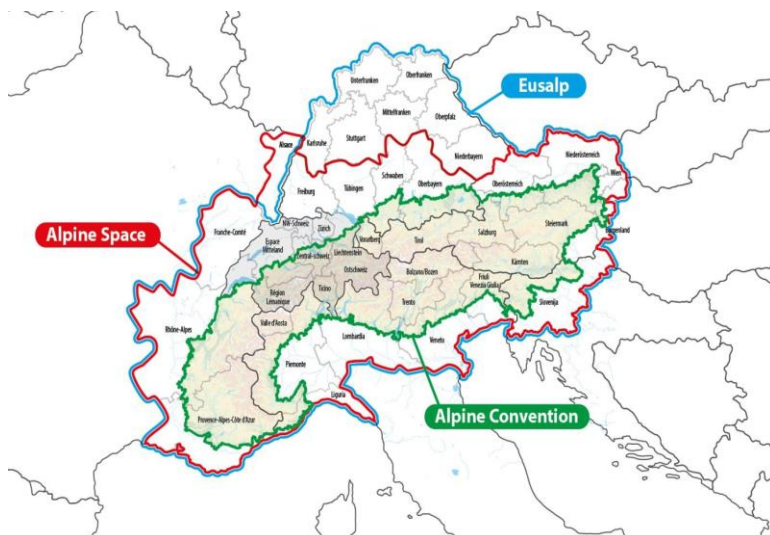 Unterfranken
Oberfranken
Eusalp
Mittelfranken
Oberpfalz
Alsace
Karlsruhe
Stuttgart
Niederbayern
Niederösterreich
Wien
Freiburg
Tübingen
Schwaben
Oberbayern
Oberösterreich
Alpine Space
Franche-Comté
NW-Schweiz
Zürich
Espace
Mittelland
Central-schweiz
Liechtenstein
Ostschweiz
Vorarlberg
Tirol
Salzburg
Steiermark
Burgenland
Kärnten
Région
Lemanique
Ticino
Bolzano/Bozen
Friuli
Venezia Giulia
Slovenija
Trento
Rhône-Alpes
Valle d'Aosta
Lombardia
Veneto
Piemonte
Liguria
Alpine Convention
Provence-Alpes-Côte d'Azur